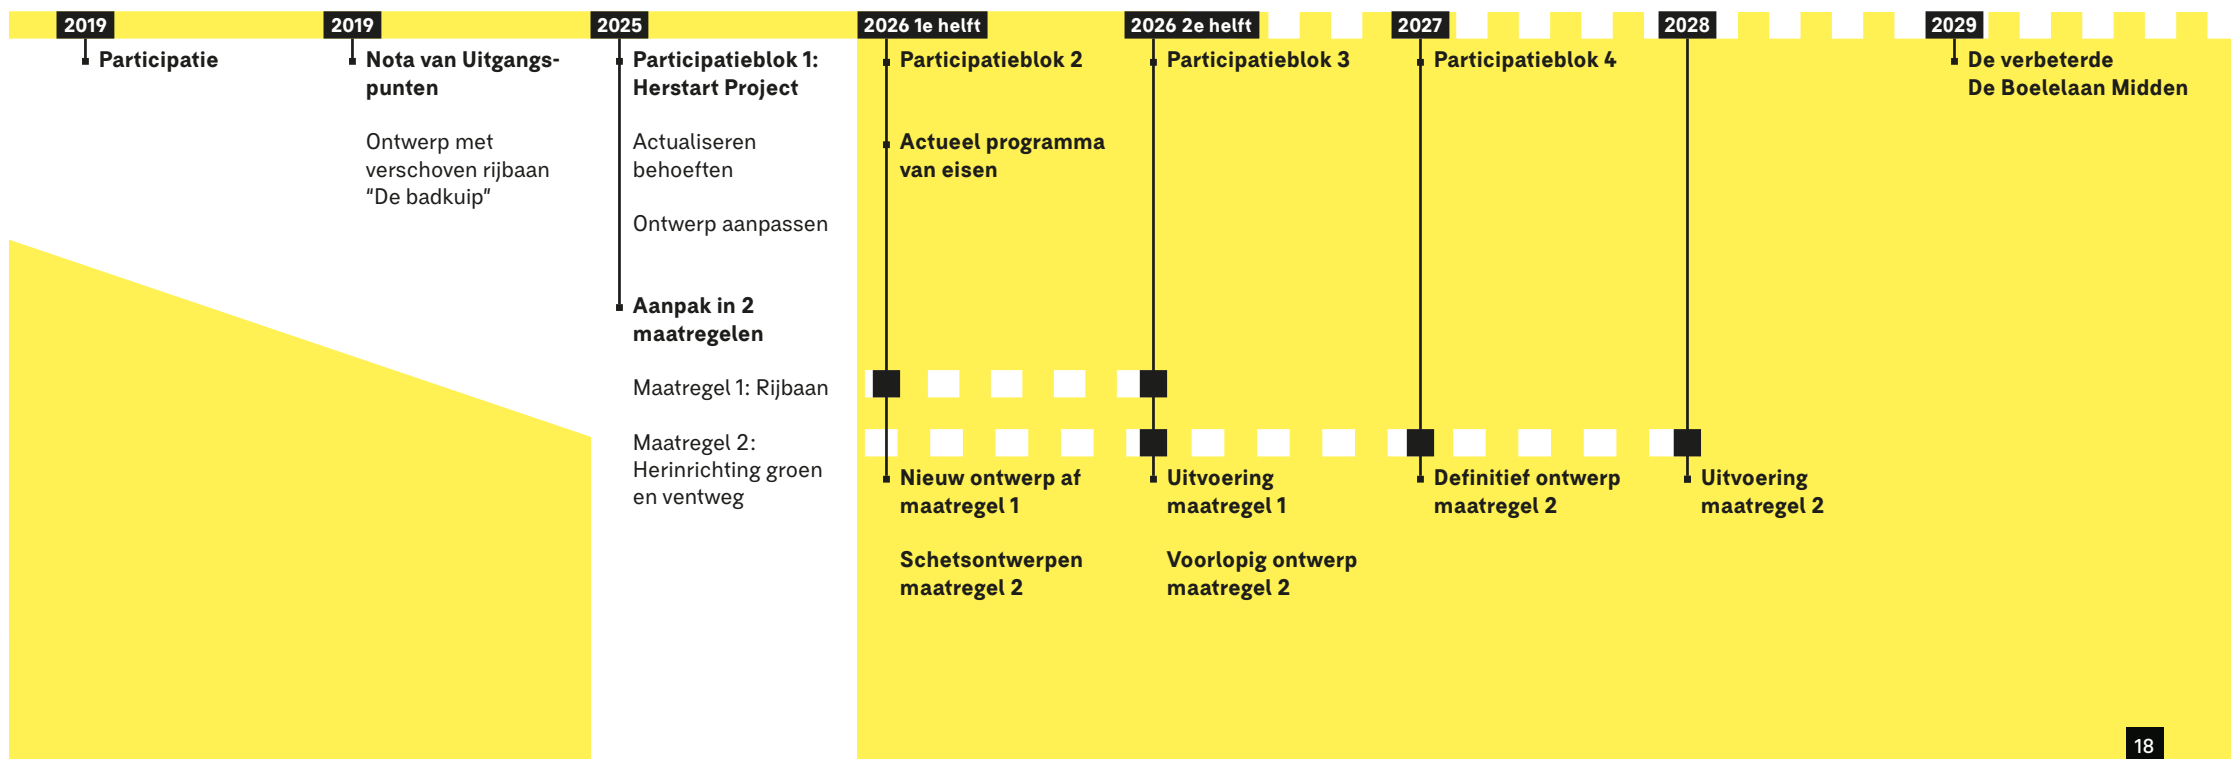 2019
Participatie
2019
Nota van Uitgangs-
punten
Ontwerp met
verschoven rijbaan
“De badkuip”
2025
Participatieblok 1:
Herstart Project
Actualiseren
behoeften
Ontwerp aanpassen
Aanpak in 2
maatregelen
Maatregel 1: Rijbaan
Maatregel 2:
Herinrichting groen
en ventweg
2026 1e helft
Participatieblok 2
Actueel programma
van eisen
Nieuw ontwerp af
maatregel 1
Schetsontwerpen
maatregel 2
2026 2e helft
Participatieblok 3
Uitvoering
maatregel 1
Voorlopig ontwerp
maatregel 2
2027
Participatieblok 4
Definitief ontwerp
maatregel 2
2028
Uitvoering
maatregel 2
2029
De verbeterde
De Boelelaan Midden
18